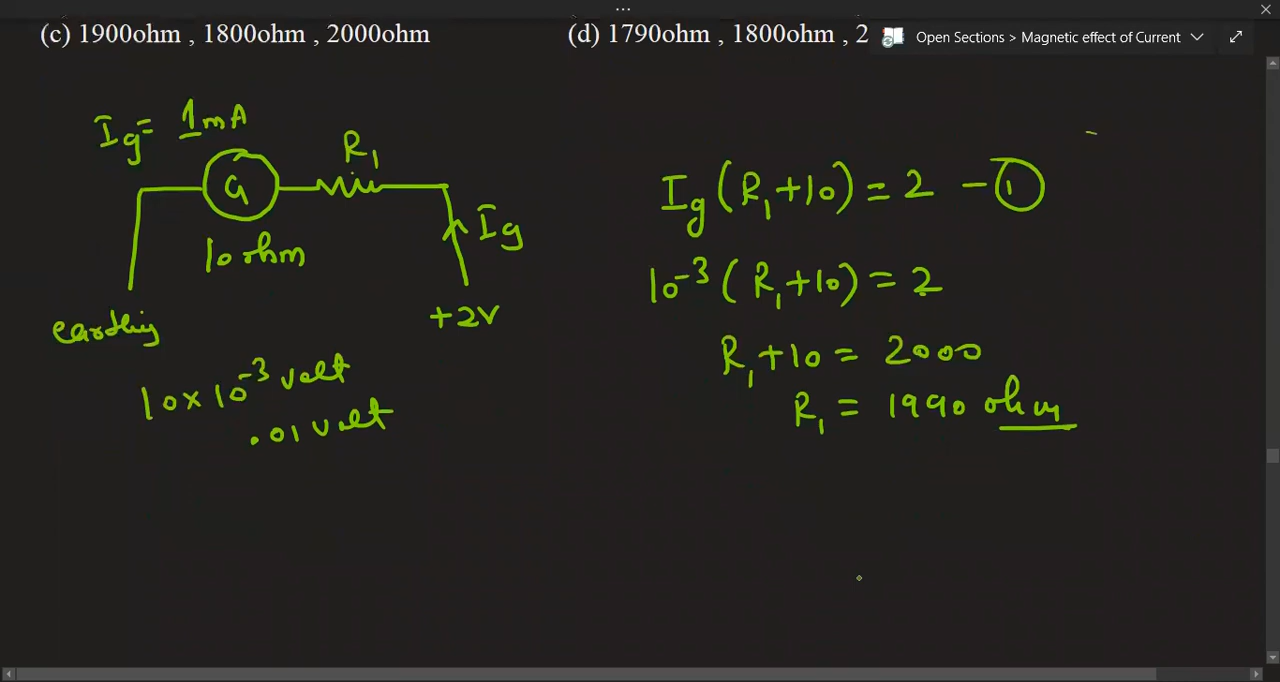 (c) 1900ohm , 1800ohm , 2000ohm (d) 1790ohm , 1800ohm , 2
Open Sections > Magnetic effect of Current
Ig = 1mA
R1
G
10 ohm
Ig
earthing
+2V
10×10-3 volt
.01 volt
Ig(R1+10) = 2 - 1
10-3(R1+10) = 2
R1+10 = 2000
R1 = 1990 ohm